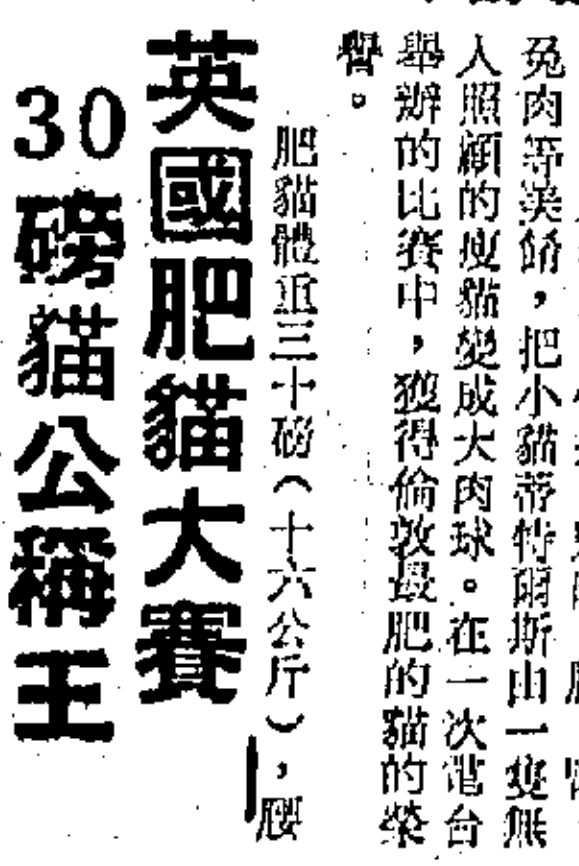 兔肉等美餚，把小貓蒂特爾斯由一隻無
人照顧的瘦貓變成大肉球。在一次電台
舉辦的比賽中，獲得倫敦最肥的貓的榮
譽。
肥貓體重三十磅（十六公斤），腰
英國肥貓大賽
30磅貓公稱王